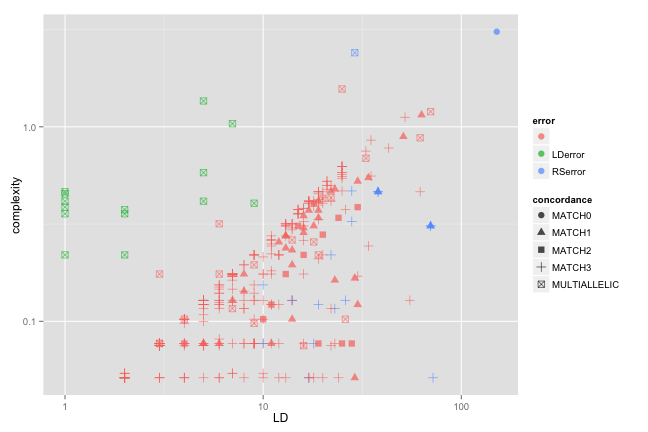 complexity
1.0
0.1
1
10
100
LD
error
LDerror
RSerror
concordance
MATCH0
MATCH1
MATCH2
MATCH3
MULTIALLELIC